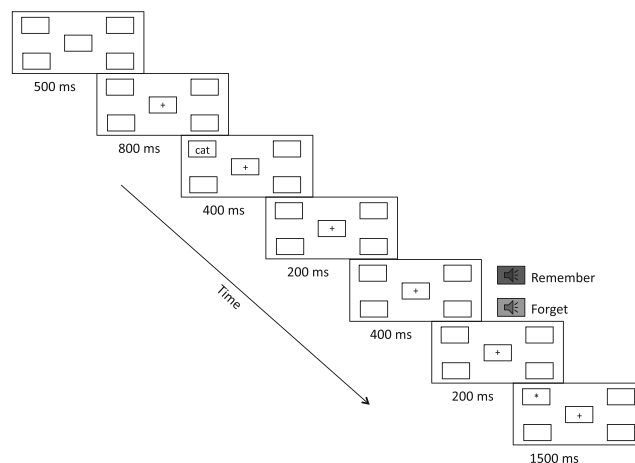 500 ms
+
800 ms
cat
+
400 ms
+
200 ms
+
Remember
Forget
400 ms
+
200 ms
*
+
1500 ms
Time